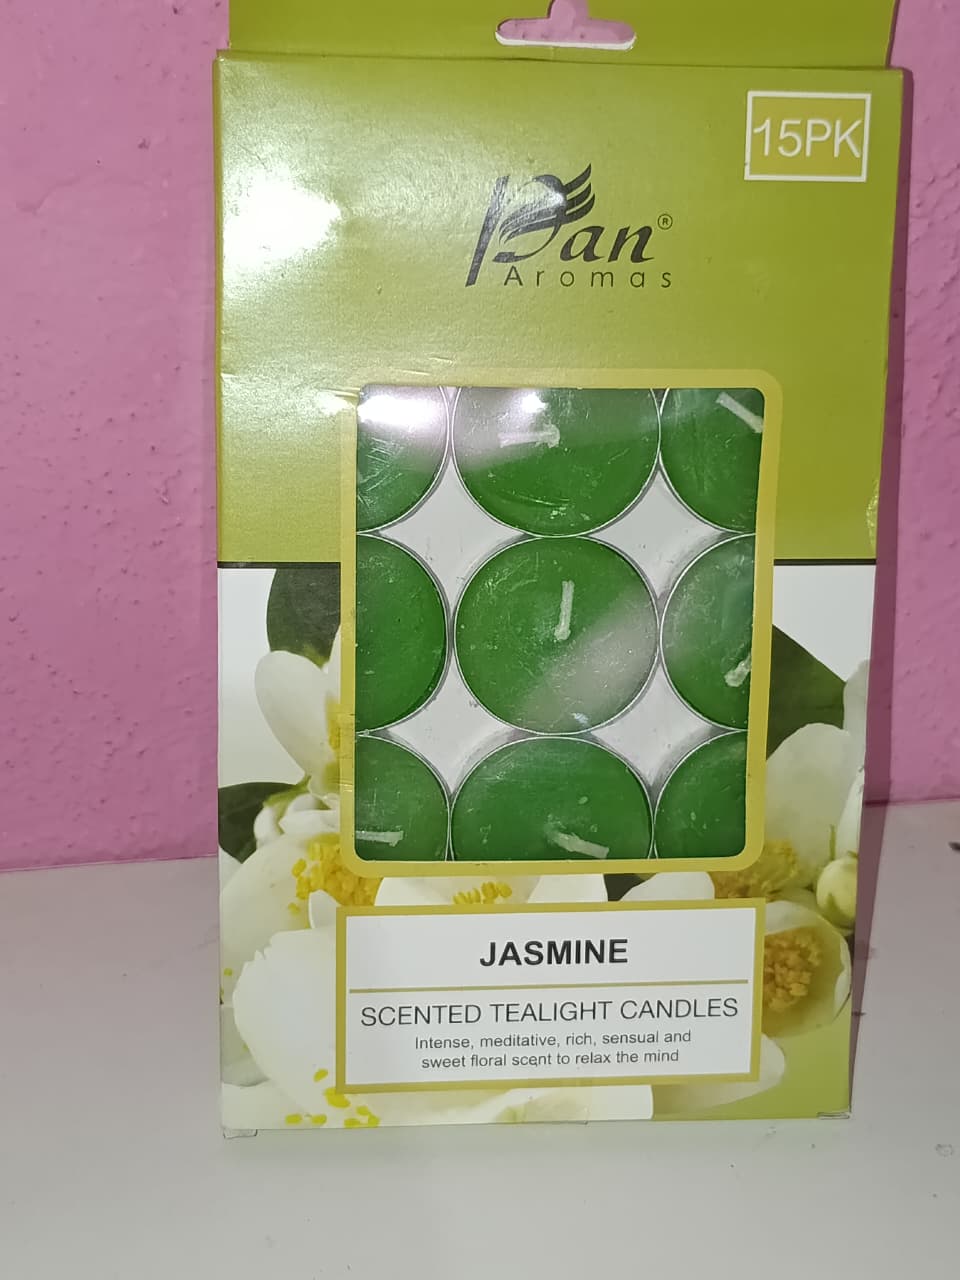 15PK
Pan®
Aromas
JASMINE
SCENTED TEALIGHT CANDLES
Intense, meditative, rich, sensual and
sweet floral scent to relax the mind